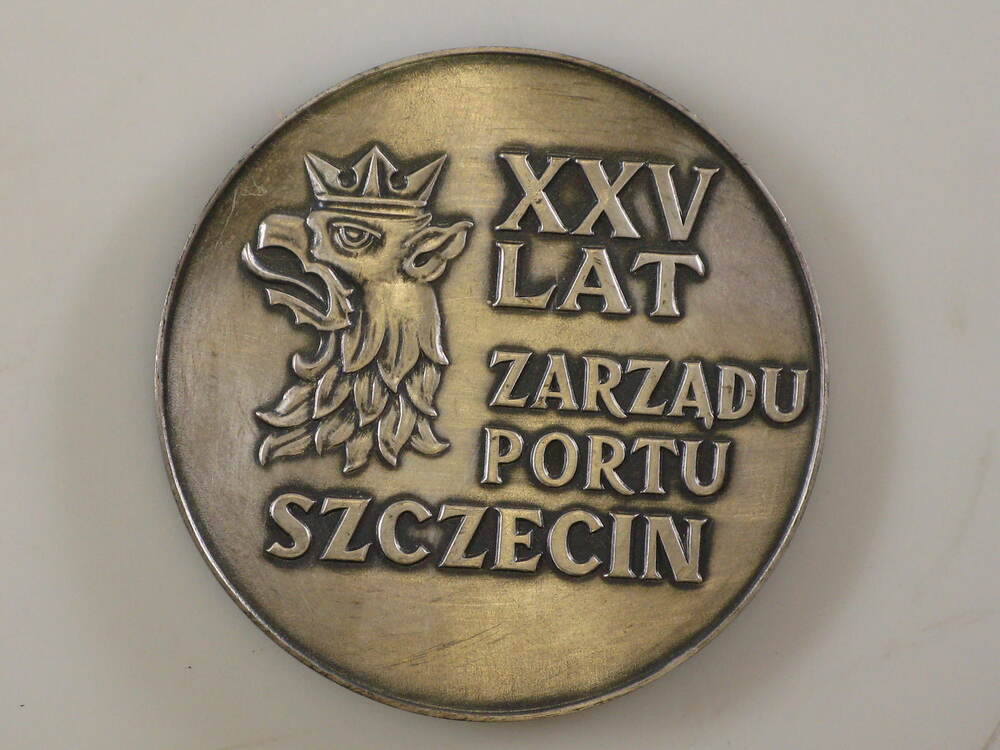 XXV
LAT
ZARZĄDU
PORTU
SZCZECIN